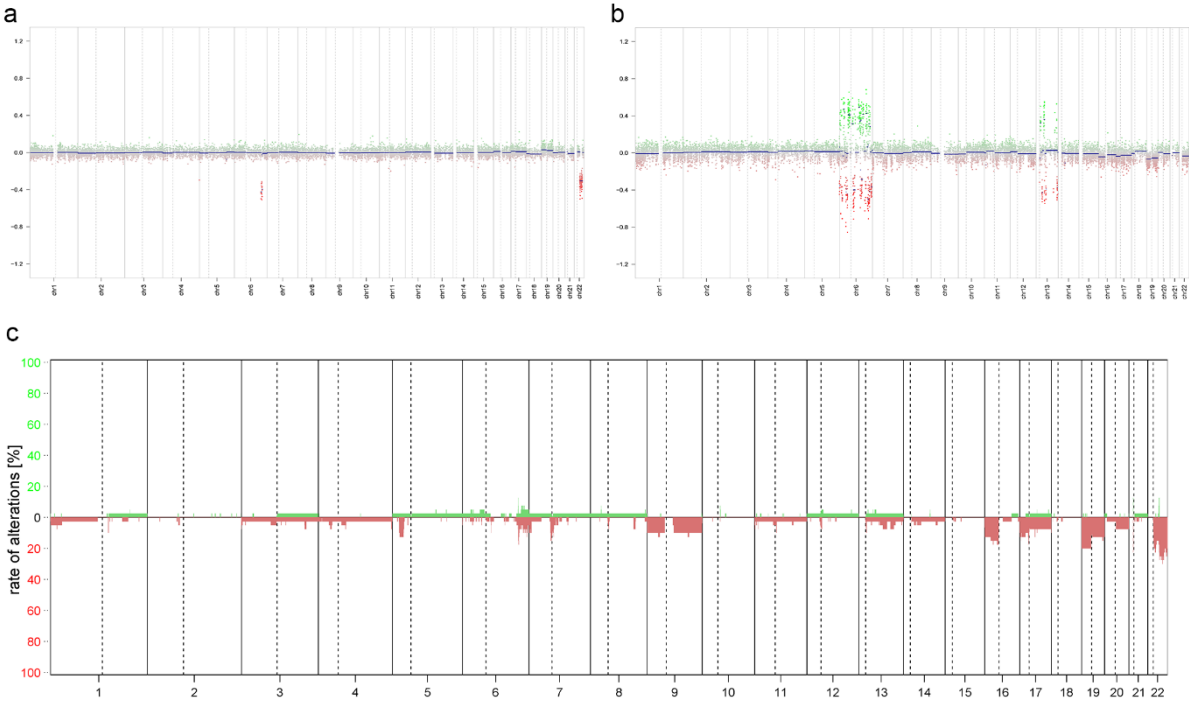 a
1.2
0.8
0.4
0.0
-0.4
-0.8
-1.2
chr1
chr2
chr3
chr4
chr5
chr6
chr7
chr8
chr9
chr10
chr11
chr12
chr13
chr14
chr15
chr16
chr17
chr18
chr19
chr20
chr21
chr22
b
1.2
0.8
0.4
0.0
-0.4
-0.8
-1.2
chr1
chr2
chr3
chr4
chr5
chr6
chr7
chr8
chr9
chr10
chr11
chr12
chr13
chr14
chr15
chr16
chr17
chr18
chr19
chr20
chr21
chr22
c
rate of alterations [%]
100
80
60
40
20
0
20
40
60
80
100
1 2 3 4 5 6 7 8 9 10 11 12 13 14 15 16 17 18 19 20 21 22